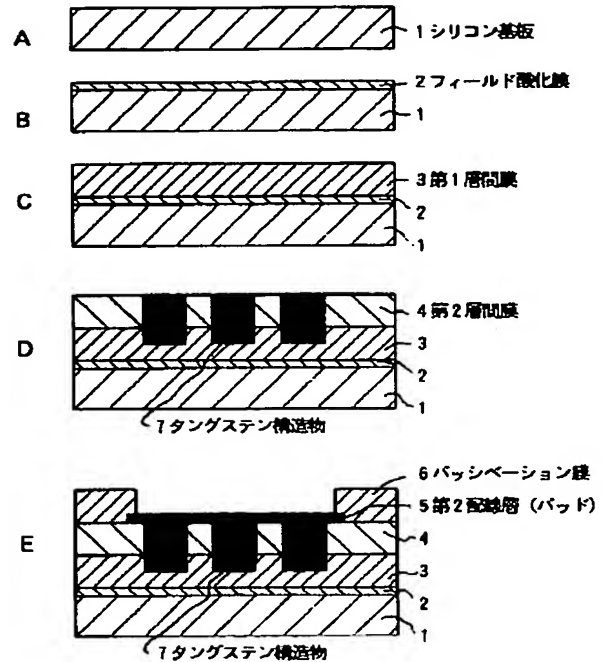 A
1シリコン基板
B
2フィールド酸化膜
1
C
3第1層間膜
2
1
D
4第2層間膜
3
2
1
7タングステン構造物
E
6パッシベーション膜
5第2配線層(パッド)
4
3
2
1
7タングステン構造物